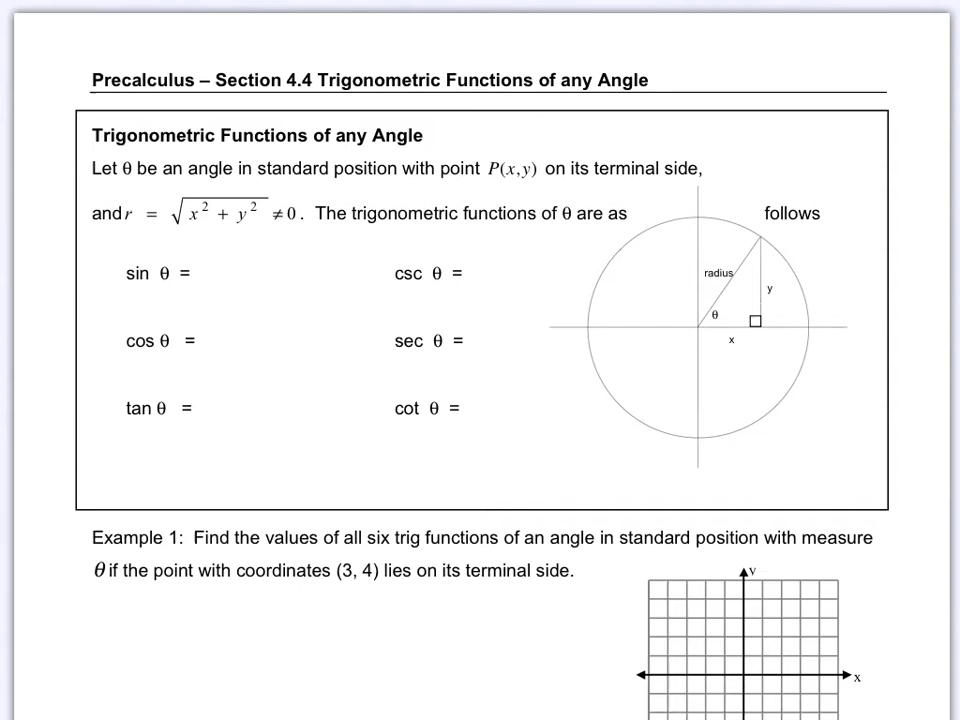 Precalculus – Section 4.4 Trigonometric Functions of any Angle
Trigonometric Functions of any Angle
Let θ be an angle in standard position with point P(x,y) on its terminal side,
and r = √x² + y² ≠ 0. The trigonometric functions of θ are as follows
sin θ = csc θ =
cos θ = sec θ =
tan θ = cot θ =
radius
y
θ
x
Example 1: Find the values of all six trig functions of an angle in standard position with measure
θ if the point with coordinates (3, 4) lies on its terminal side.
y
x